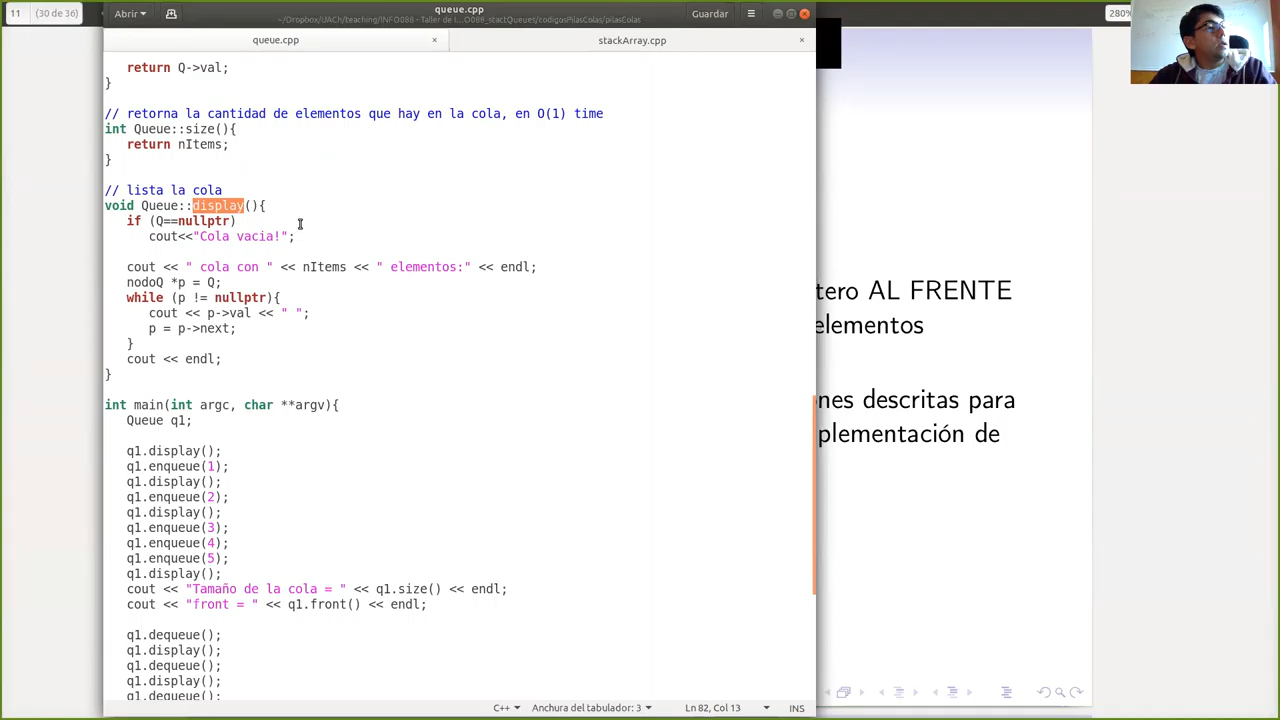 11
(30 de 36)
280%
Abrir
queue.cpp
~/Dropbox/UACh/teaching/INFO088 - Taller de I...O088_stactQueues/codigosPilasColas/pilasColas
Guardar
queue.cpp
stackArray.cpp
return Q->val;
}
// retorna la cantidad de elementos que hay en la cola, en O(1) time
int Queue::size(){
return nItems;
}
// lista la cola
void Queue::display(){
if (Q==nullptr)
cout<<"Cola vacia!";
cout << " cola con " << nItems << " elementos:" << endl;
nodoQ *p = Q;
while (p != nullptr){
cout << p->val << " ";
p = p->next;
}
cout << endl;
}
int main(int argc, char **argv){
Queue q1;
q1.display();
q1.enqueue(1);
q1.display();
q1.enqueue(2);
q1.display();
q1.enqueue(3);
q1.enqueue(4);
q1.enqueue(5);
q1.display();
cout << "Tamaño de la cola = " << q1.size() << endl;
cout << "front = " << q1.front() << endl;
q1.dequeue();
q1.display();
q1.dequeue();
q1.display();
q1.dequeue();
C++
Anchura del tabulador: 3
Ln 82, Col 13
INS
tero AL FRENTE
elementos
nes descritas para
plementación de